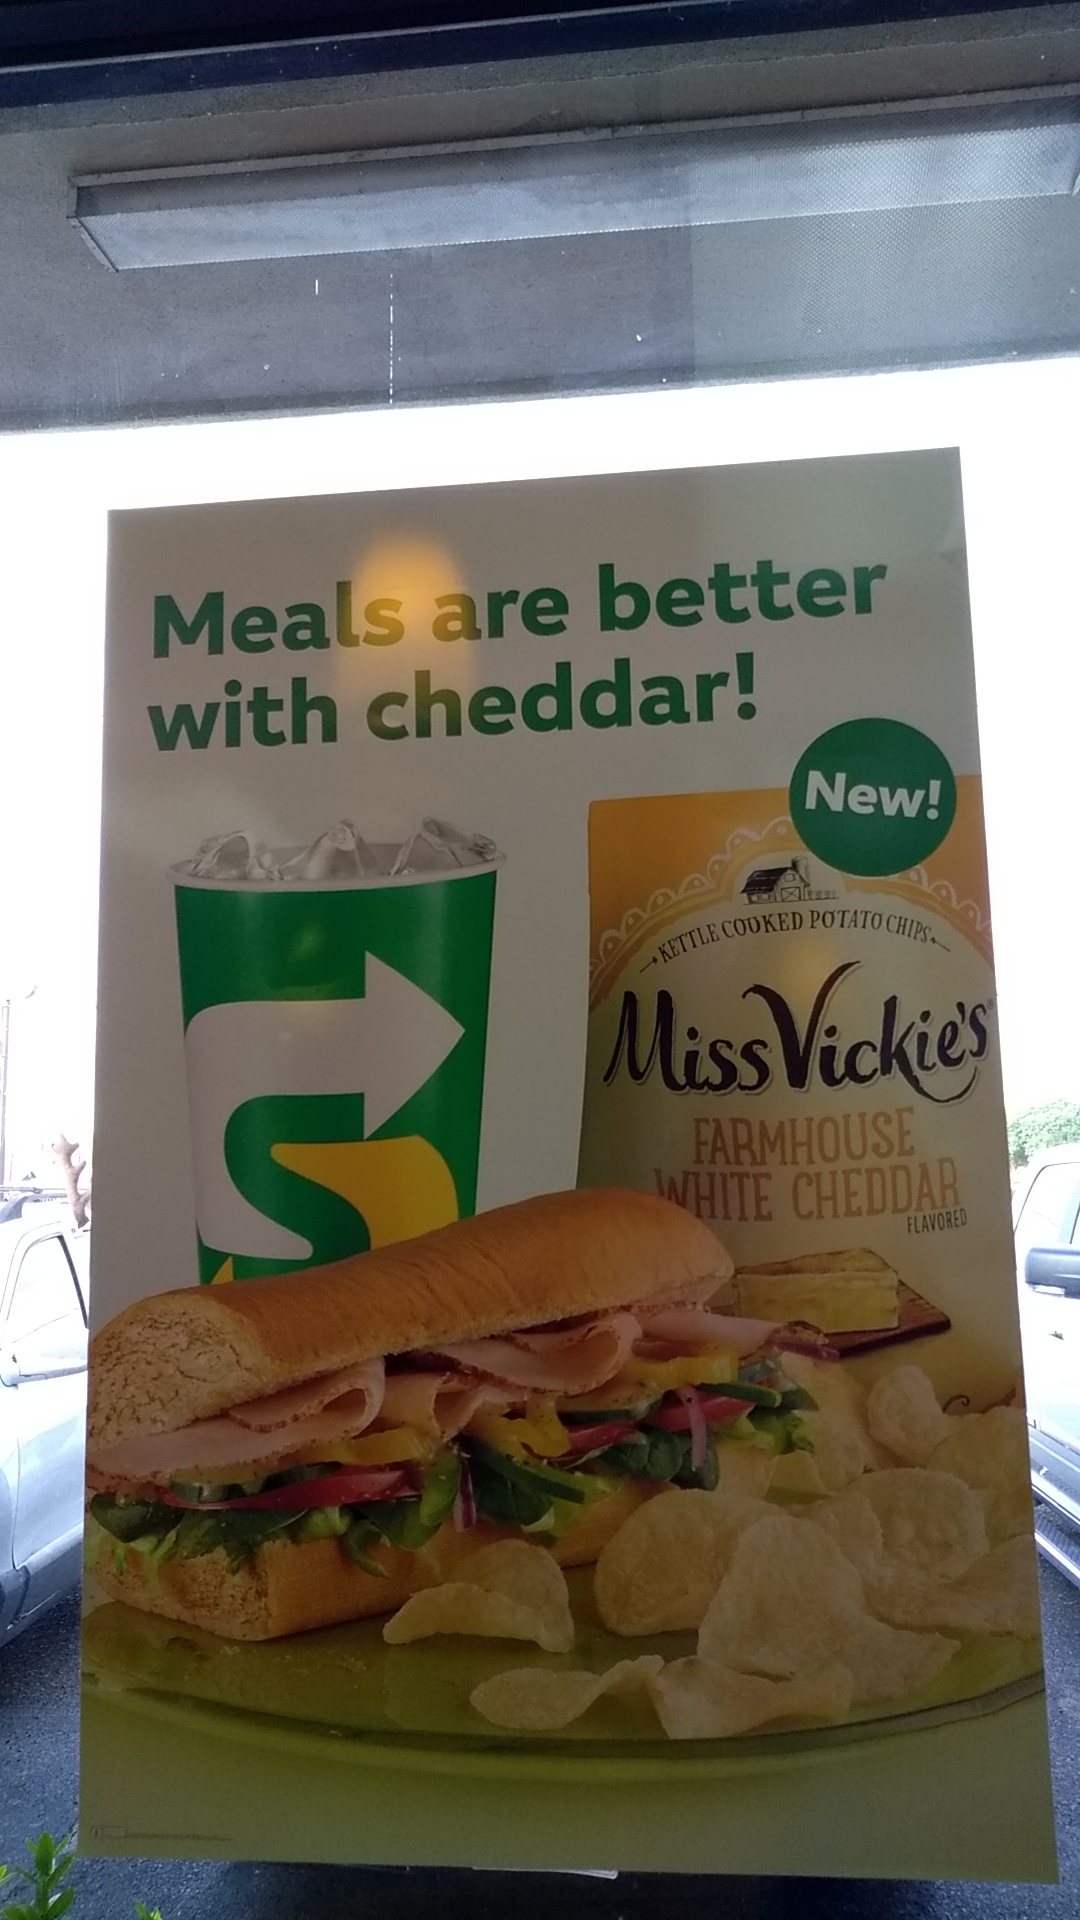 Meals are better
with cheddar!
New!
KETTLE COOKED POTATO CHIPS
Miss Vickie's
FARMHOUSE
WHITE CHEDDAR
FLAVORED